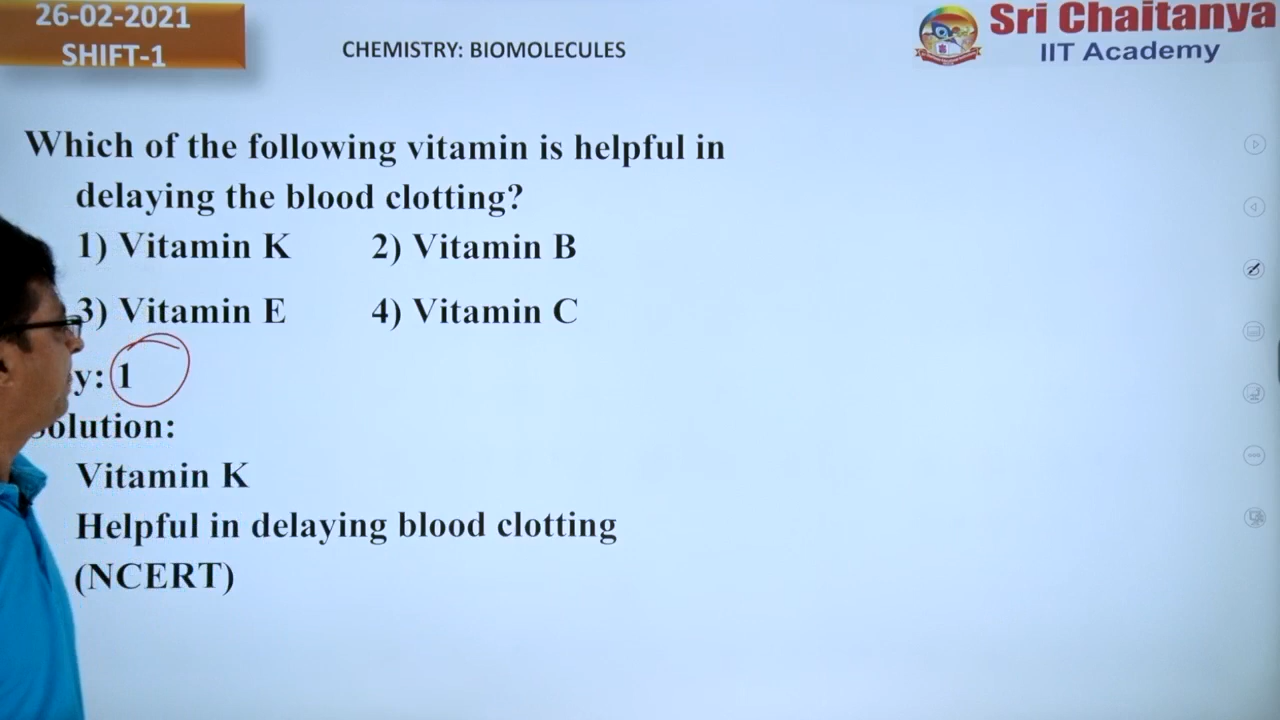 26-02-2021
SHIFT-1
CHEMISTRY: BIOMOLECULES
Sri Chaitanya
IIT Academy
Which of the following vitamin is helpful in
delaying the blood clotting?
1) Vitamin K 2) Vitamin B
3) Vitamin E 4) Vitamin C
y: 1
olution:
Vitamin K
Helpful in delaying blood clotting
(NCERT)